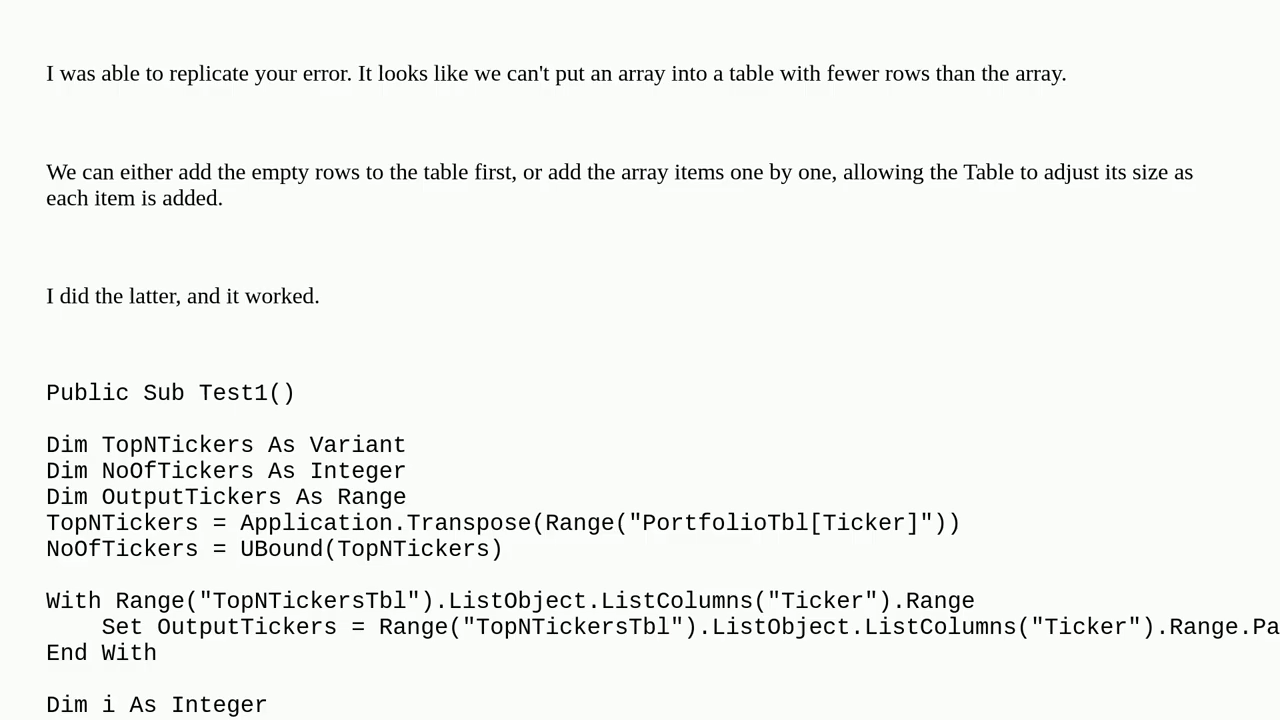 I was able to replicate your error. It looks like we can't put an array into a table with fewer rows than the array.
We can either add the empty rows to the table first, or add the array items one by one, allowing the Table to adjust its size as
each item is added.
I did the latter, and it worked.
Public Sub Test1()
Dim TopNTickers As Variant
Dim NoOfTickers As Integer
Dim OutputTickers As Range
TopNTickers = Application.Transpose(Range("PortfolioTbl[Ticker]"))
NoOfTickers = UBound(TopNTickers)
With Range("TopNTickersTbl").ListObject.ListColumns("Ticker").Range
    Set OutputTickers = Range("TopNTickersTbl").ListObject.ListColumns("Ticker").Range.Pa
End With
Dim i As Integer